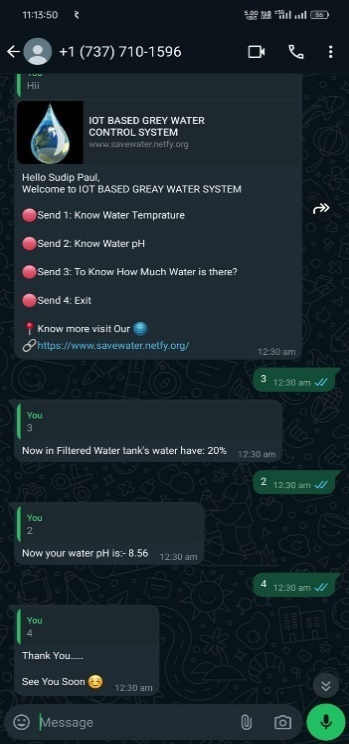 11:13:50
5.00
86
+1 (737) 710-1596
You
Hii
IOT BASED GREY WATER
CONTROL SYSTEM
www.savewater.netfy.org
Hello Sudip Paul,
Welcome to IOT BASED GREAY WATER SYSTEM
🔴Send 1: Know Water Temprature
🔴Send 2: Know Water pH
🔴Send 3: To Know How Much Water is there?
🔴Send 4: Exit
📍Know more visit Our 🌐
🔗https://www.savewater.netfy.org/
12:30 am
3 12:30 am
You
3
Now in Filtered Water tank's water have: 20% 12:30 am
2 12:30 am
You
2
Now your water pH is:- 8.56 12:30 am
4 12:30 am
You
4
Thank You.....
See You Soon 😊
12:30 am
Message